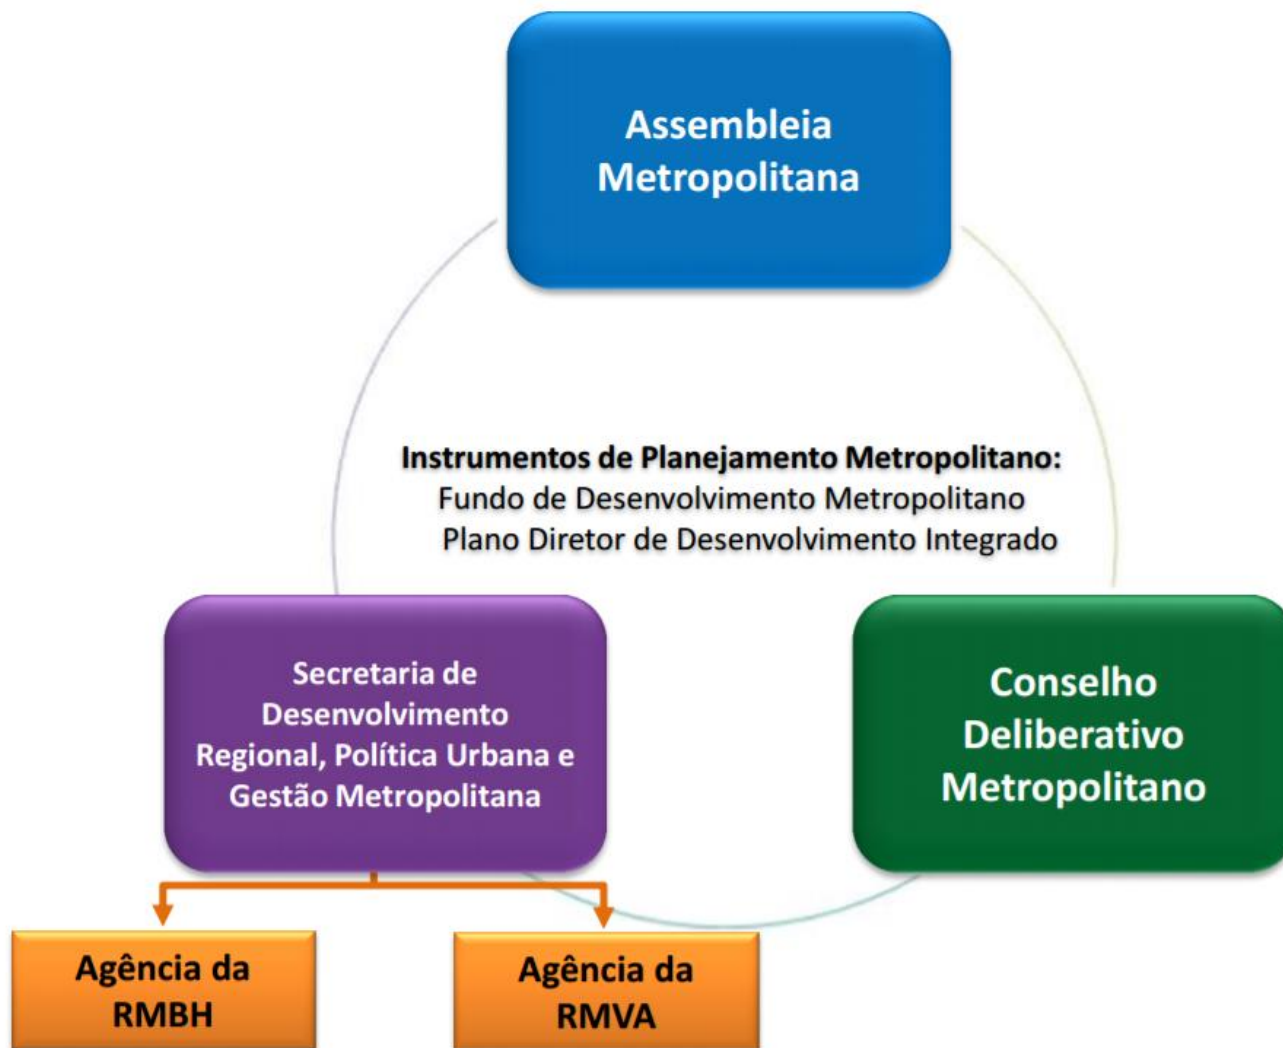 Assembleia
Metropolitana
Instrumentos de Planejamento Metropolitano:
Fundo de Desenvolvimento Metropolitano
Plano Diretor de Desenvolvimento Integrado
Secretaria de
Desenvolvimento
Regional, Política Urbana e
Gestão Metropolitana
Conselho
Deliberativo
Metropolitano
Agência da
RMBH
Agência da
RMVA